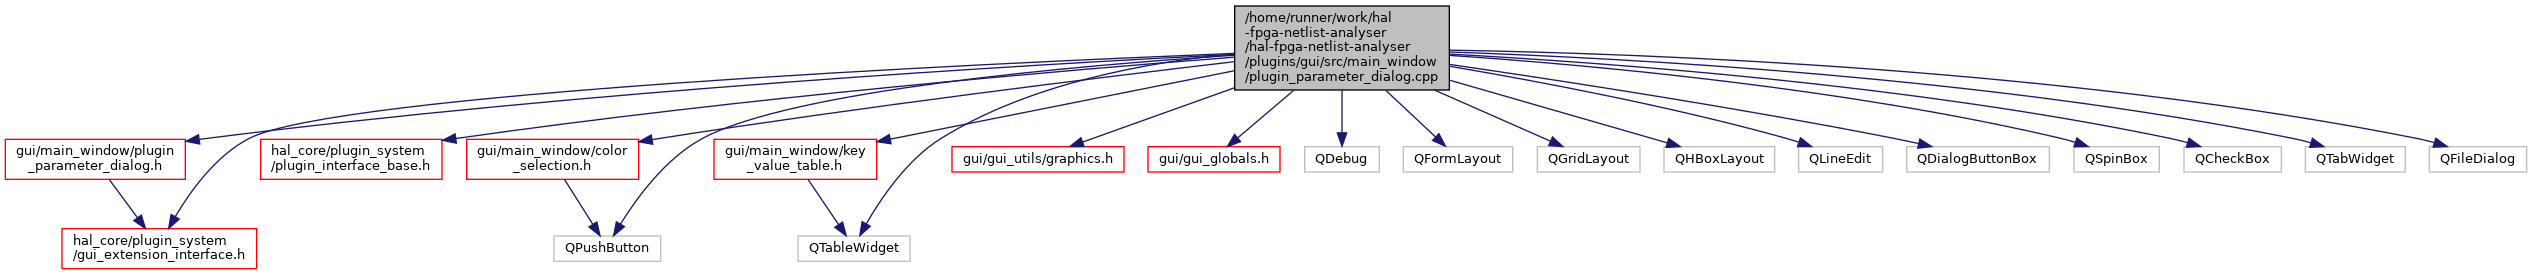 /home/runner/work/hal
-fpga-netlist-analyser
/hal-fpga-netlist-analyser
/plugins/gui/src/main_window
/plugin_parameter_dialog.cpp
gui/main_window/plugin
_parameter_dialog.h
hal_core/plugin_system
/plugin_interface_base.h
gui/main_window/color
_selection.h
gui/main_window/key
_value_table.h
gui/gui_utils/graphics.h
gui/gui_globals.h
QDebug
QFormLayout
QGridLayout
QHBoxLayout
QLineEdit
QDialogButtonBox
QSpinBox
QCheckBox
QTabWidget
QFileDialog
hal_core/plugin_system
/gui_extension_interface.h
QPushButton
QTableWidget